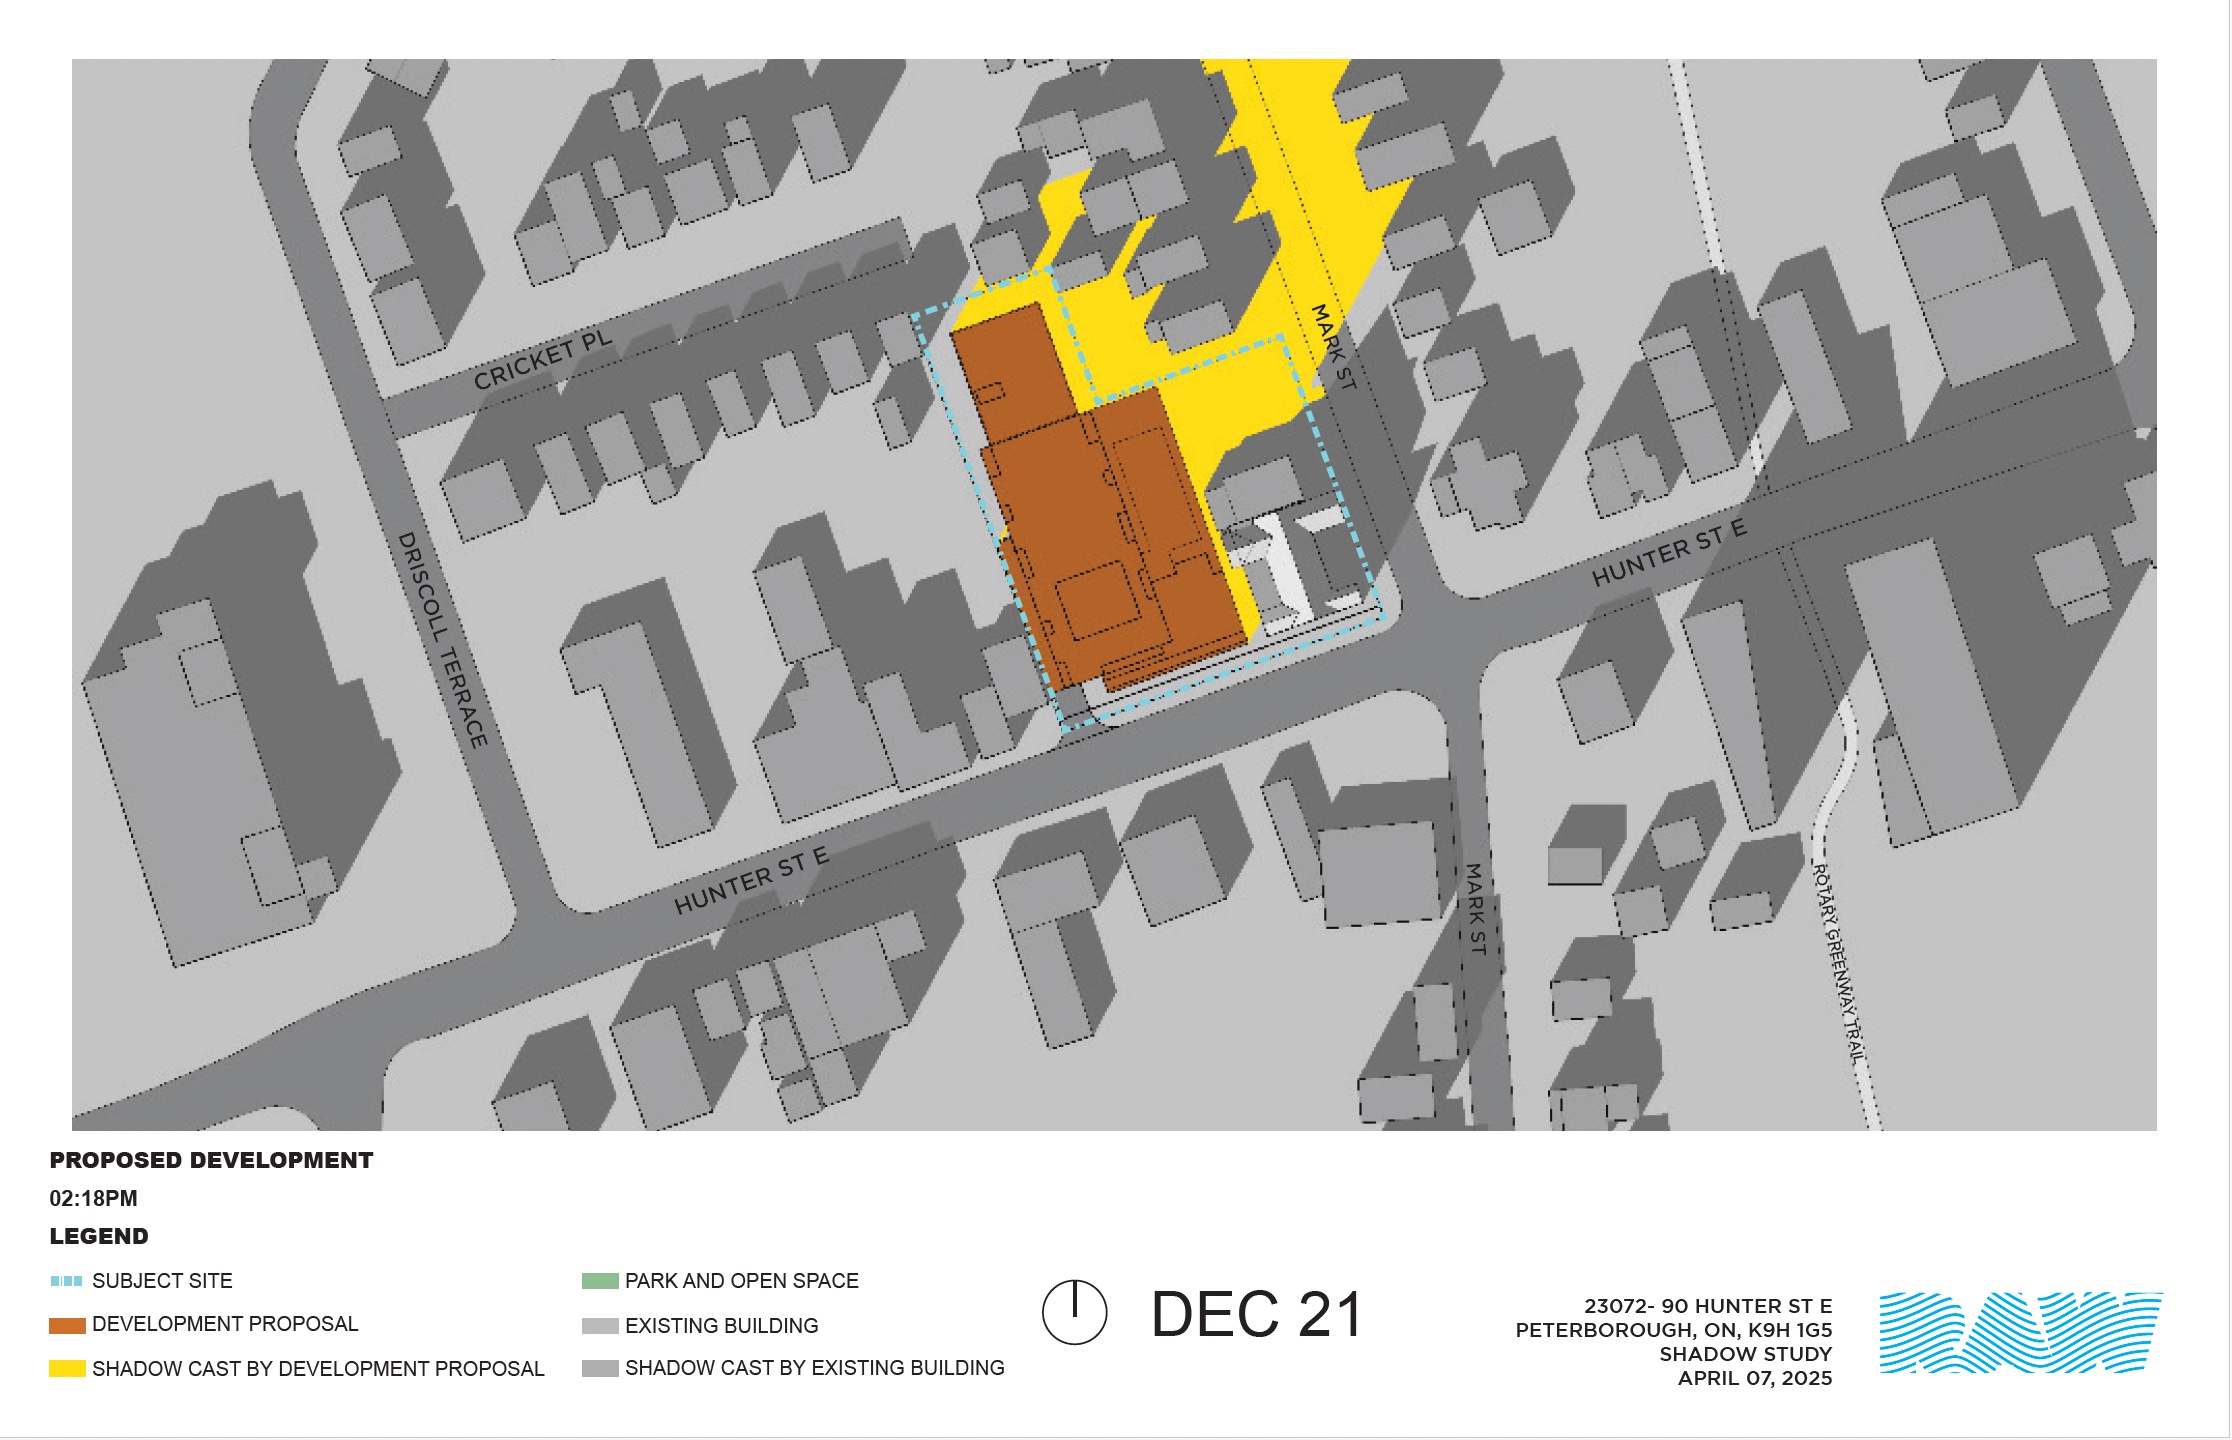 CRICKET PL
MARK ST
DRISCOLL TERRACE
HUNTER ST E
HUNTER ST E
MARK ST
ROTARY GREENWAY TRAIL
PROPOSED DEVELOPMENT
02:18PM
LEGEND
SUBJECT SITE
DEVELOPMENT PROPOSAL
SHADOW CAST BY DEVELOPMENT PROPOSAL
PARK AND OPEN SPACE
EXISTING BUILDING
SHADOW CAST BY EXISTING BUILDING
DEC 21
23072- 90 HUNTER ST E
PETERBOROUGH, ON, K9H 1G5
SHADOW STUDY
APRIL 07, 2025